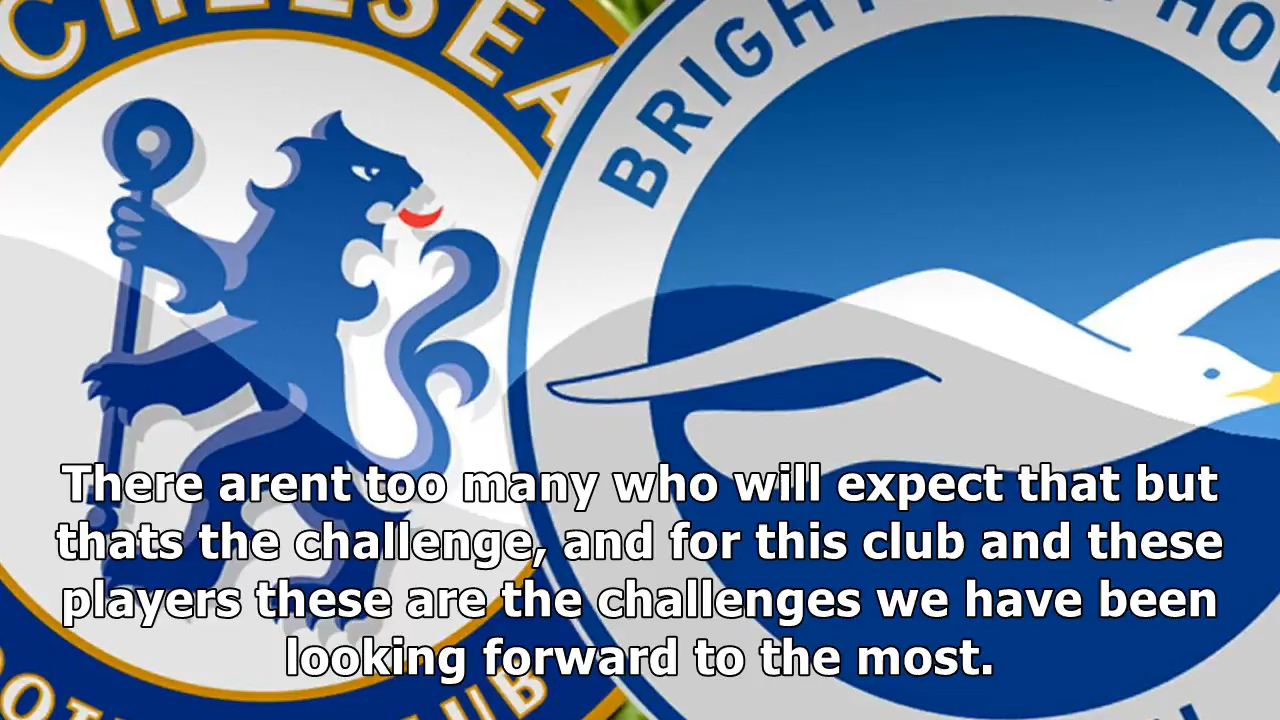 CHELSEA
BRIGHT
HO
There arent too many who will expect that but
thats the challenge, and for this club and these
players these are the challenges we have been
looking forward to the most.